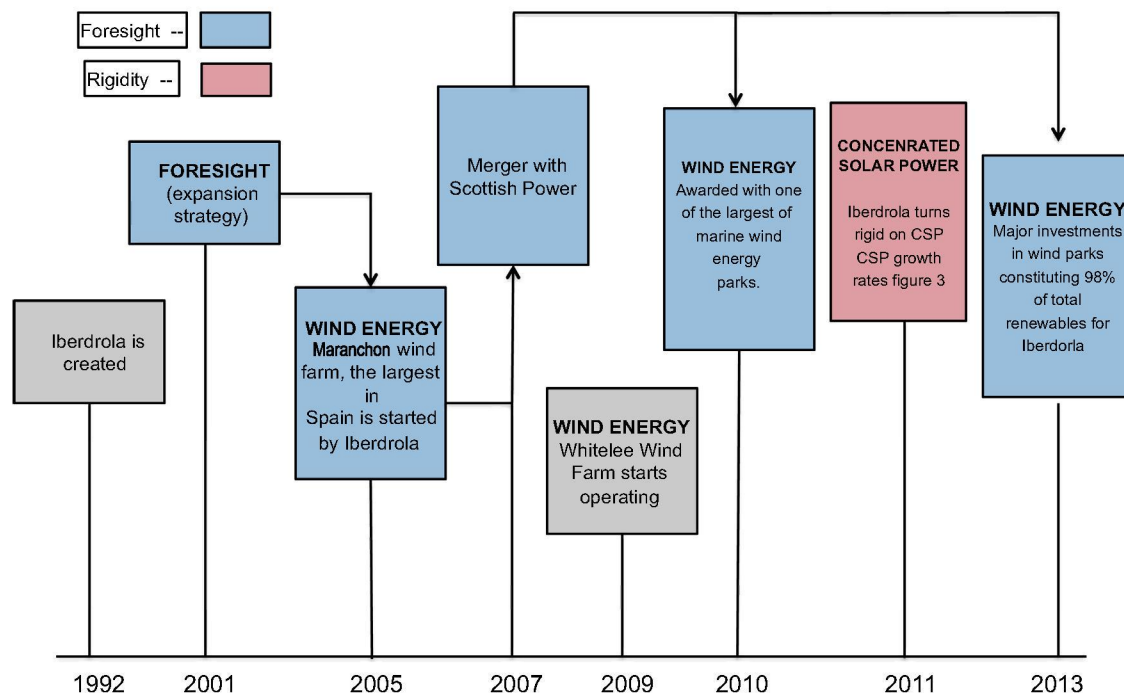 Foresight --
Rigidity --
Iberdrola is
created
FORESIGHT
(expansion
strategy)
WIND ENERGY
Maranchon wind
farm, the largest
in
Spain is started
by Iberdrola
Merger with
Scottish Power
WIND ENERGY
Whitelee Wind
Farm starts
operating
WIND ENERGY
Awarded with one
of the largest of
marine wind
energy
parks.
CONCENRATED
SOLAR POWER
Iberdrola turns
rigid on CSP
CSP growth
rates figure 3
WIND ENERGY
Major investments
in wind parks
constituting 98%
of total
renewables for
Iberdorla
1992
2001
2005
2007
2009
2010
2011
2013